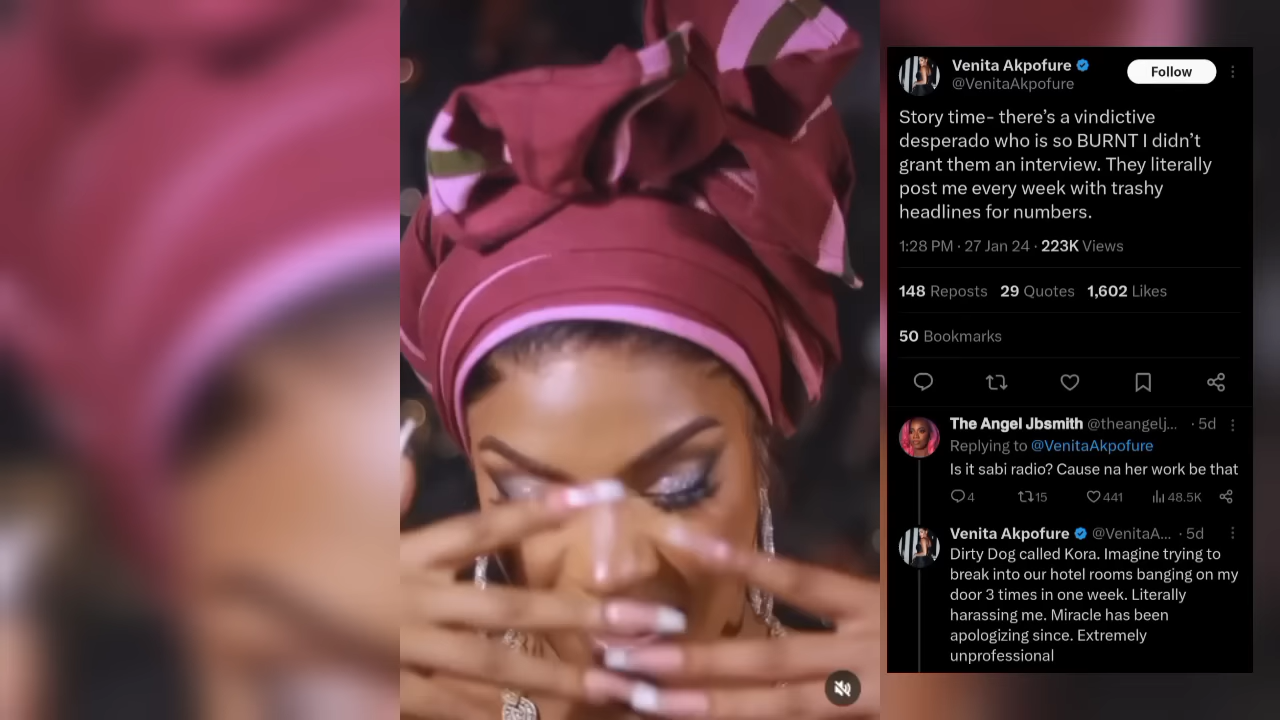 Venita Akpofure
Follow
@VenitaAkpofure
Story time- there’s a vindictive
desperado who is so BURNT I didn’t
grant them an interview. They literally
post me every week with trashy
headlines for numbers.
1:28 PM · 27 Jan 24 · 223K Views
148 Reposts 29 Quotes 1,602 Likes
50 Bookmarks
The Angel Jbsmith @theangelj... · 5d
Replying to @VenitaAkpofure
Is it sabi radio? Cause na her work be that
4 15 441 48.5K
Venita Akpofure @VenitaA... · 5d
Dirty Dog called Kora. Imagine trying to
break into our hotel rooms banging on my
door 3 times in one week. Literally
harassing me. Miracle has been
apologizing since. Extremely
unprofessional